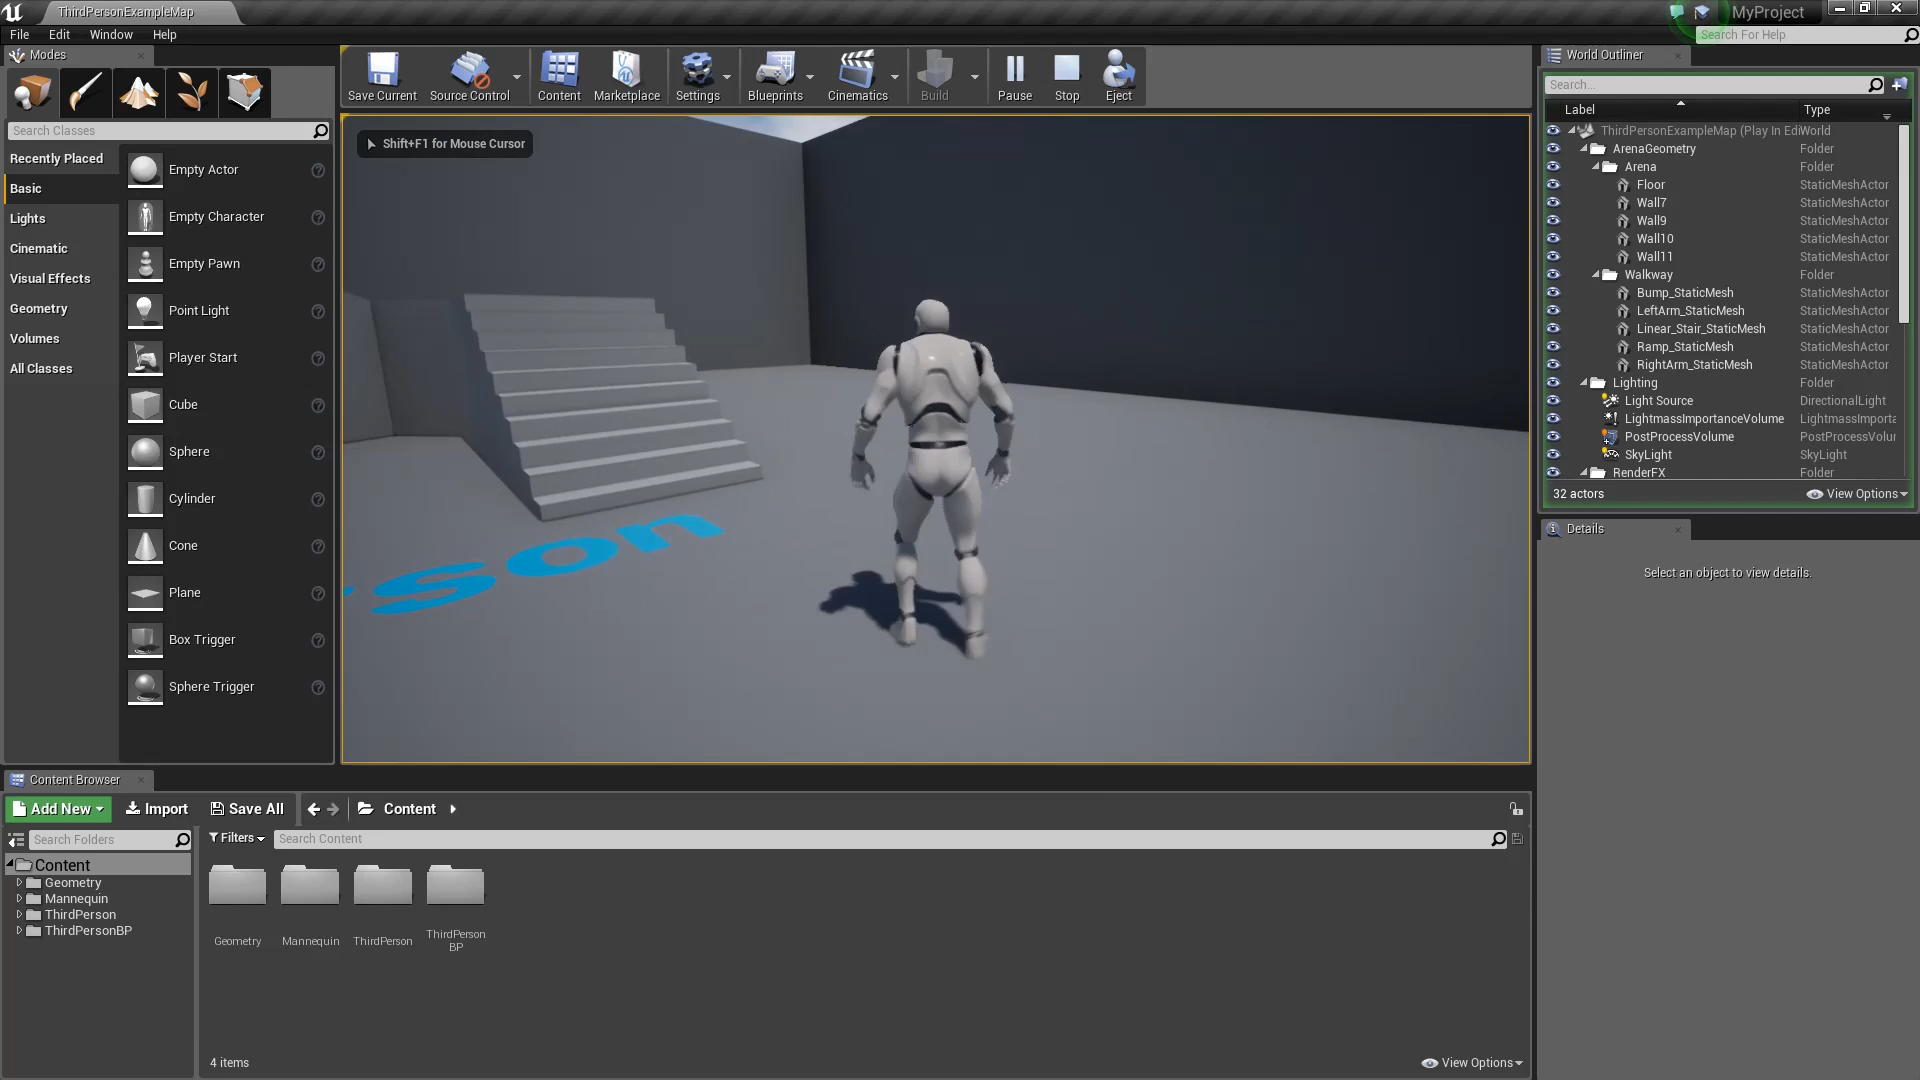 ThirdPersonExampleMap
MyProject
File Edit Window Help
Search For Help
Modes
Save Current
Source Control
Content
Marketplace
Settings
Blueprints
Cinematics
Build
Pause
Stop
Eject
Search Classes
Recently Placed
Basic
Lights
Cinematic
Visual Effects
Geometry
Volumes
All Classes
Empty Actor
Empty Character
Empty Pawn
Point Light
Player Start
Cube
Sphere
Cylinder
Cone
Plane
Box Trigger
Sphere Trigger
Shift+F1 for Mouse Cursor
son
World Outliner
Search...
Label Type
ThirdPersonExampleMap (Play In Edi World
ArenaGeometry Folder
Arena Folder
Floor StaticMeshActor
Wall7 StaticMeshActor
Wall9 StaticMeshActor
Wall10 StaticMeshActor
Wall11 StaticMeshActor
Walkway Folder
Bump_StaticMesh StaticMeshActor
LeftArm_StaticMesh StaticMeshActor
Linear_Stair_StaticMesh StaticMeshActor
Ramp_StaticMesh StaticMeshActor
RightArm_StaticMesh StaticMeshActor
Lighting Folder
Light Source DirectionalLight
LightmassImportanceVolume LightmassImporta
PostProcessVolume PostProcessVolur
SkyLight SkyLight
RenderFX Folder
32 actors View Options
Details
Select an object to view details.
Content Browser
Add New Import Save All Content
Search Folders
Filters Search Content
Content
Geometry
Mannequin
ThirdPerson
ThirdPersonBP
Geometry
Mannequin
ThirdPerson
ThirdPerson
BP
4 items View Options